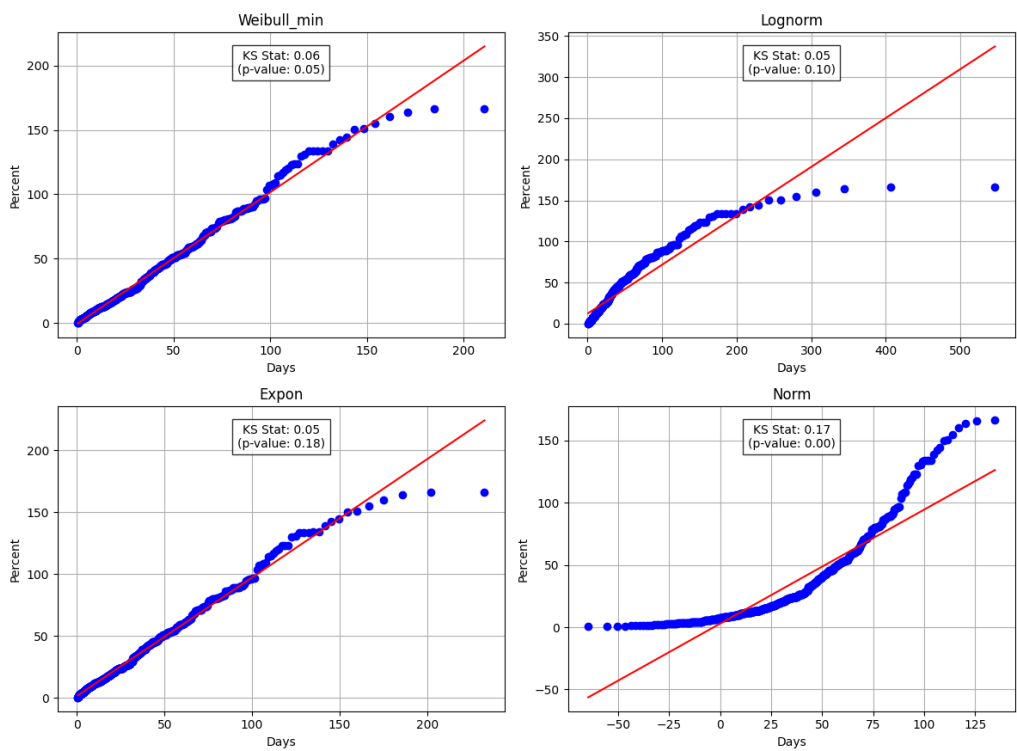 Weibull_min
KS Stat: 0.06
(p-value: 0.05)
200
150
100
50
0
Percent
0 50 100 150 200
Days
Lognorm
KS Stat: 0.05
(p-value: 0.10)
350
300
250
200
150
100
50
0
Percent
0 100 200 300 400 500
Days
Expon
KS Stat: 0.05
(p-value: 0.18)
200
150
100
50
0
Percent
0 50 100 150 200
Days
Norm
KS Stat: 0.17
(p-value: 0.00)
150
100
50
0
−50
Percent
−50 −25 0 25 50 75 100 125
Days